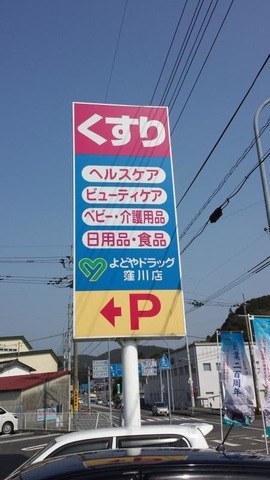 くすり
ヘルスケア
ビューティケア
ベビー・介護用品
日用品・食品
よどやドラッグ
窪川店
←P